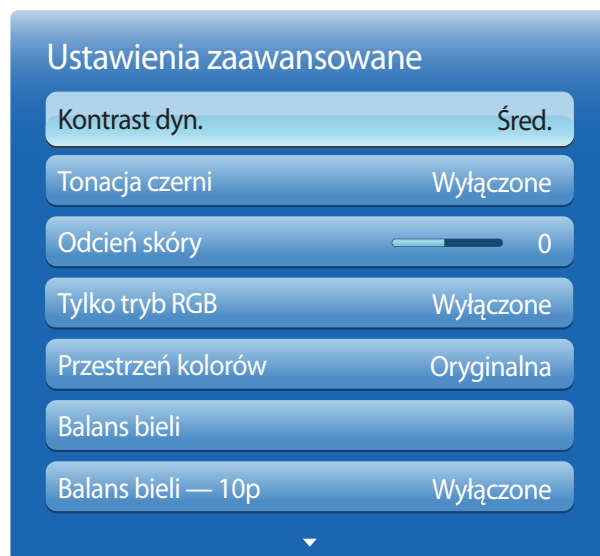 Ustawienia zaawansowane
Kontrast dyn. Śred.
Tonacja czerni Wyłączone
Odcień skóry 0
Tylko tryb RGB Wyłączone
Przestrzeń kolorów Oryginalna
Balans bieli
Balans bieli — 10p Wyłączone